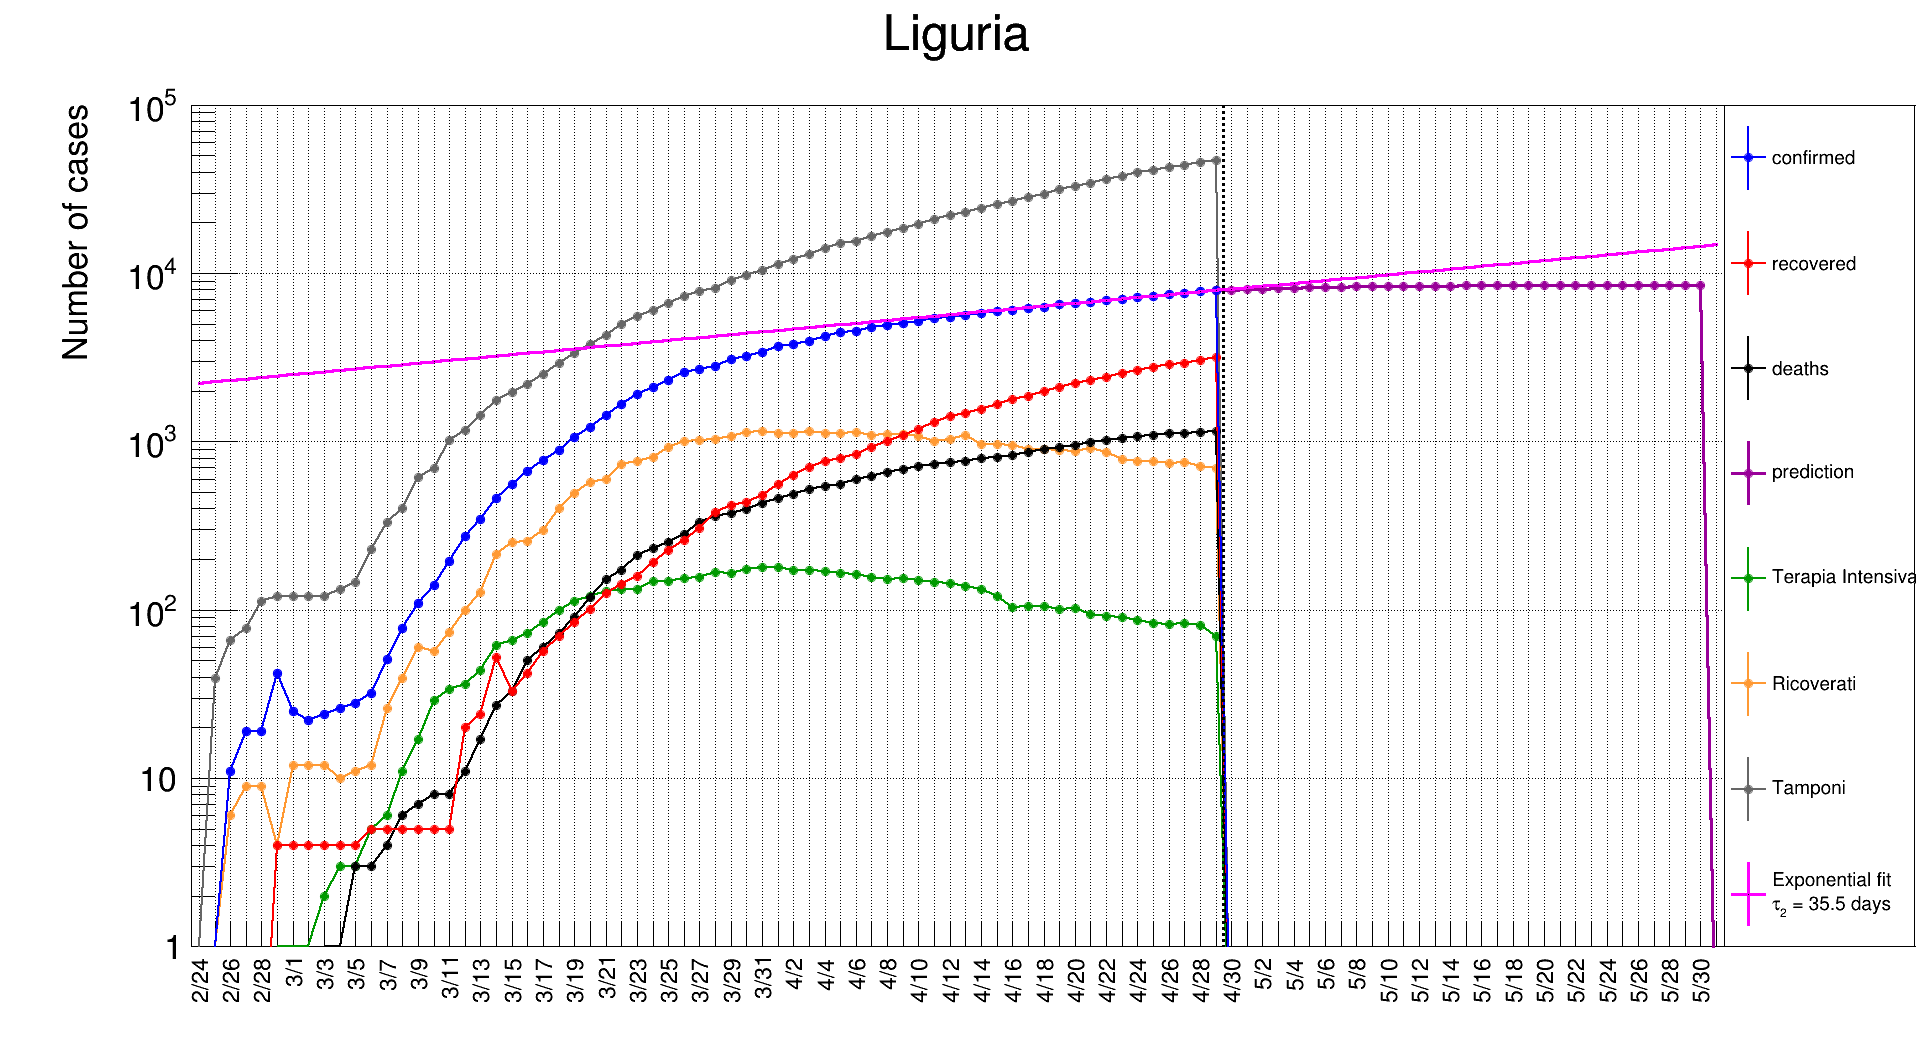 Liguria
Number of cases
10^5
10^4
10^3
10^2
10
1
2/24 2/26 2/28 3/1 3/3 3/5 3/7 3/9 3/11 3/13 3/15 3/17 3/19 3/21 3/23 3/25 3/27 3/29 3/31 4/2 4/4 4/6 4/8 4/10 4/12 4/14 4/16 4/18 4/20 4/22 4/24 4/26 4/28 4/30 5/2 5/4 5/6 5/8 5/10 5/12 5/14 5/16 5/18 5/20 5/22 5/24 5/26 5/28 5/30
confirmed
recovered
deaths
prediction
Terapia Intensiva
Ricoverati
Tamponi
Exponential fit
τ2 = 35.5 days